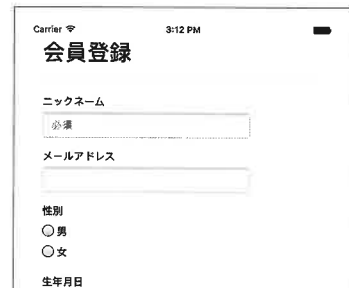 Carrier 3:12 PM
会員登録
ニックネーム
必須
メールアドレス
性別
男
女
生年月日